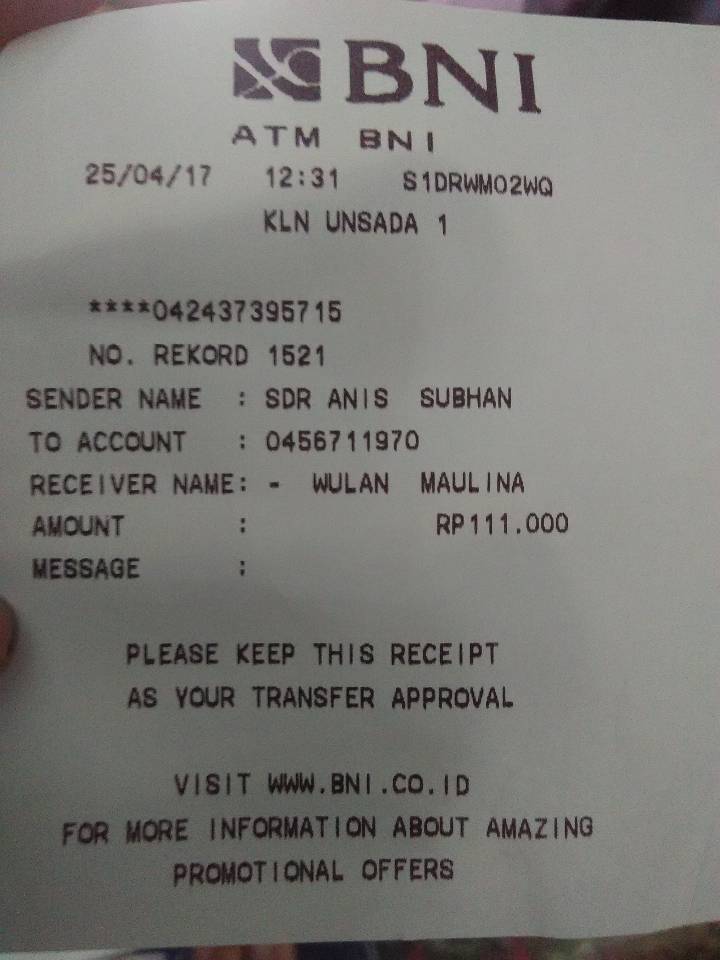 BNI
ATM BNI
25/04/17 12:31 S1DRWM02WQ
KLN UNSADA 1
****042437395715
NO. REKORD 1521
SENDER NAME : SDR ANIS SUBHAN
TO ACCOUNT : 0456711970
RECEIVER NAME: - WULAN MAULINA
AMOUNT : RP111.000
MESSAGE :
PLEASE KEEP THIS RECEIPT
AS YOUR TRANSFER APPROVAL
VISIT WWW.BNI.CO.ID
FOR MORE INFORMATION ABOUT AMAZING
PROMOTIONAL OFFERS